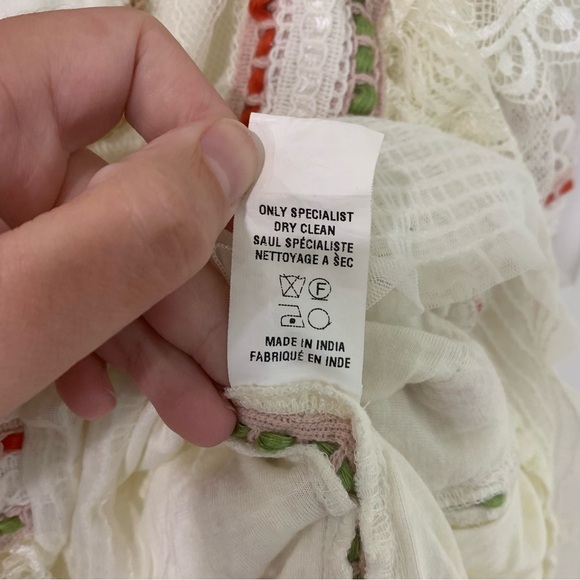 ONLY SPECIALIST
DRY CLEAN
SAUL SPÉCIALISTE
NETTOYAGE A SEC
F
MADE IN INDIA
FABRIQUÉ EN INDE